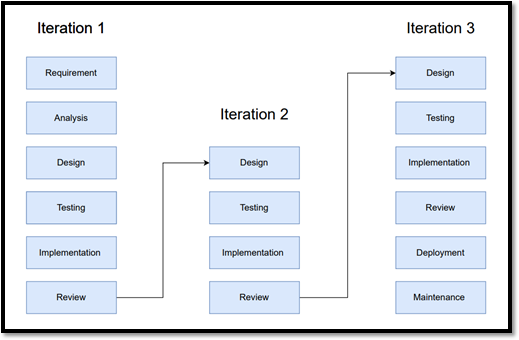 Iteration 1
Requirement
Analysis
Design
Testing
Implementation
Review
Iteration 2
Design
Testing
Implementation
Review
Iteration 3
Design
Testing
Implementation
Review
Deployment
Maintenance